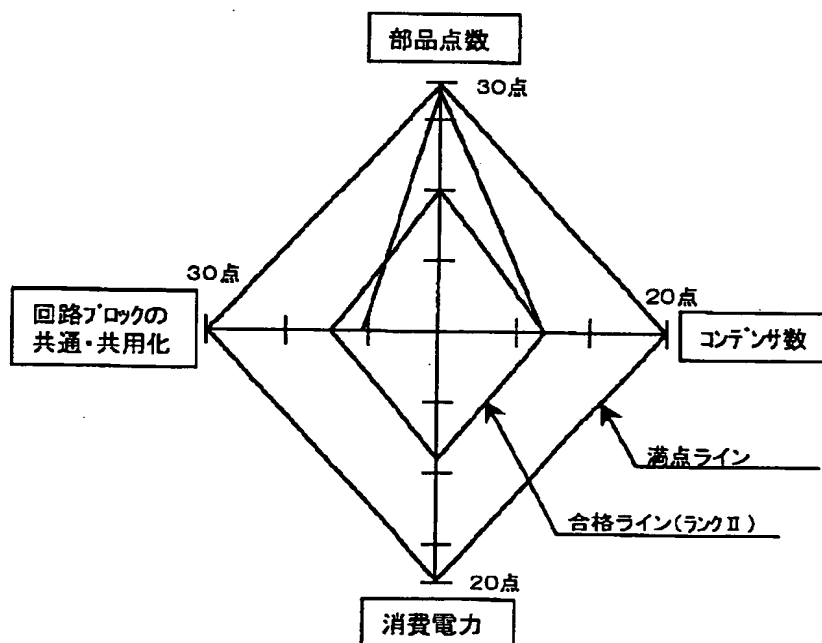 部品点数
30点
30点
20点
回路ブロックの
共通・共用化
コンデンサ数
満点ライン
合格ライン(ランクⅡ)
20点
消費電力